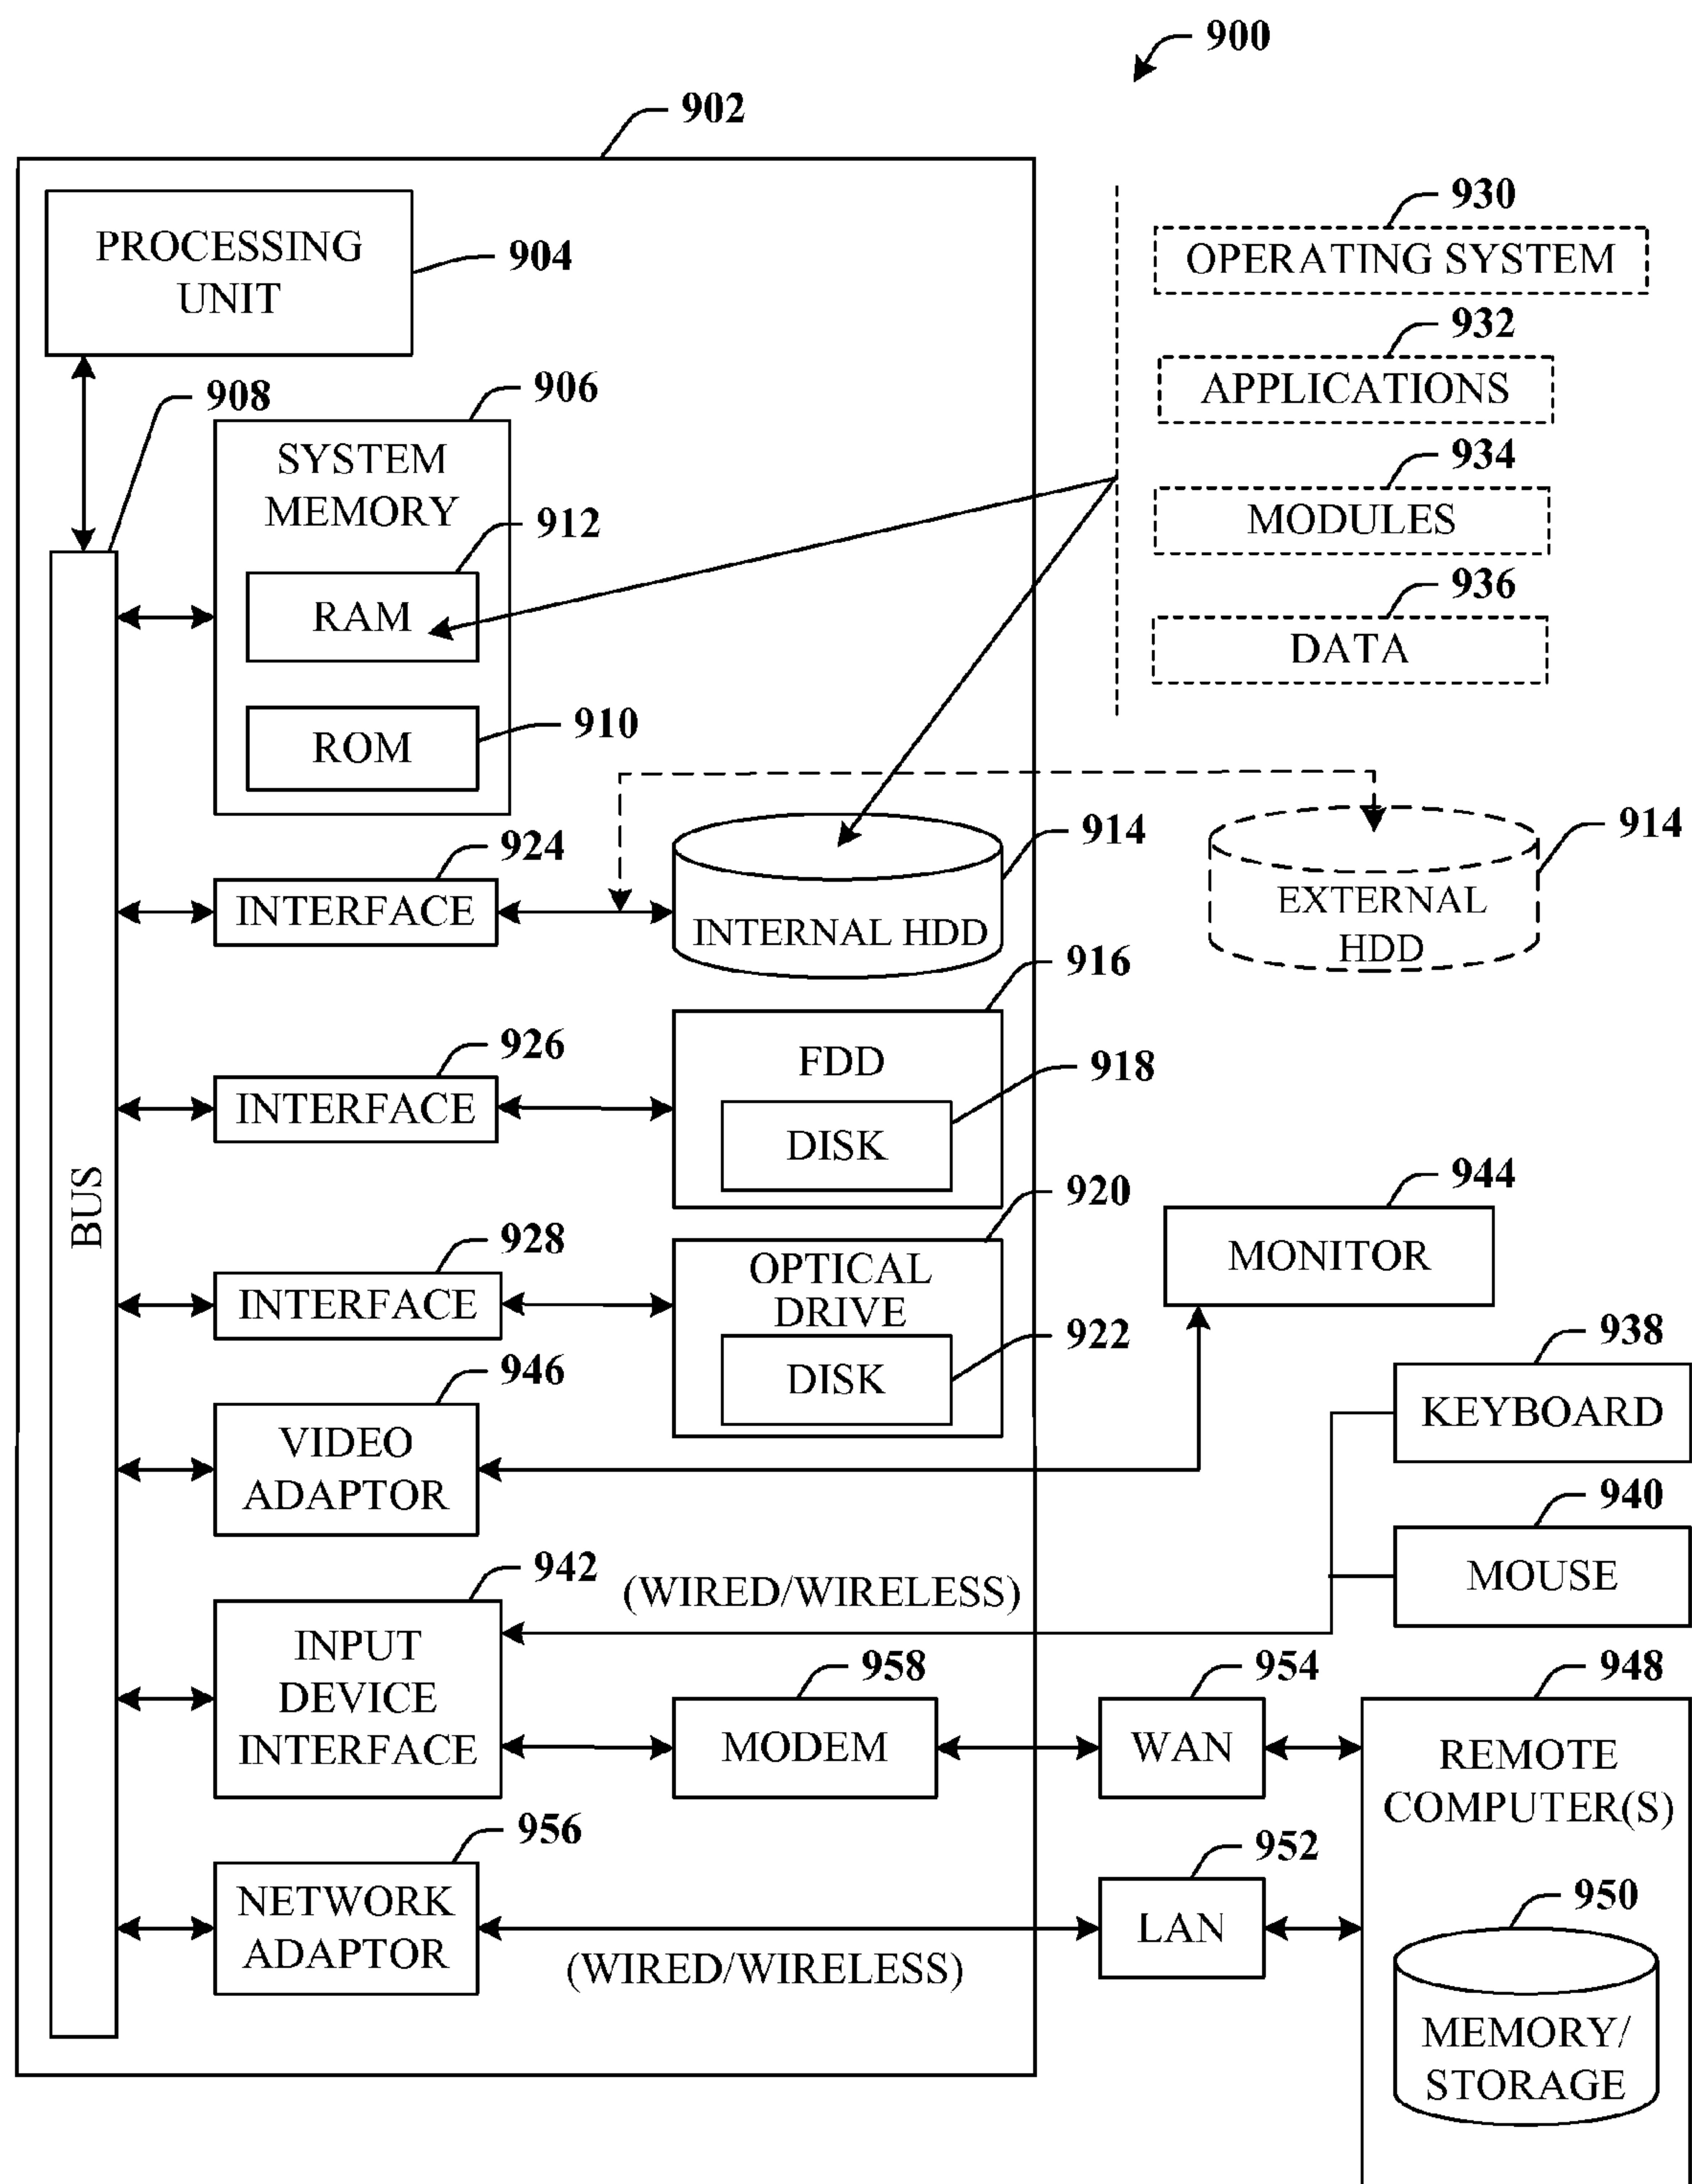 900
902
PROCESSING
UNIT
904
930
OPERATING SYSTEM
932
APPLICATIONS
934
MODULES
936
DATA
908
906
SYSTEM
MEMORY
912
RAM
910
ROM
924
INTERFACE
914
INTERNAL HDD
914
EXTERNAL
HDD
926
INTERFACE
916
FDD
918
DISK
BUS
928
INTERFACE
920
OPTICAL
DRIVE
922
DISK
944
MONITOR
946
VIDEO
ADAPTOR
938
KEYBOARD
940
MOUSE
942
INPUT
DEVICE
INTERFACE
(WIRED/WIRELESS)
958
MODEM
954
WAN
948
REMOTE
COMPUTER(S)
956
NETWORK
ADAPTOR
(WIRED/WIRELESS)
952
LAN
950
MEMORY/
STORAGE